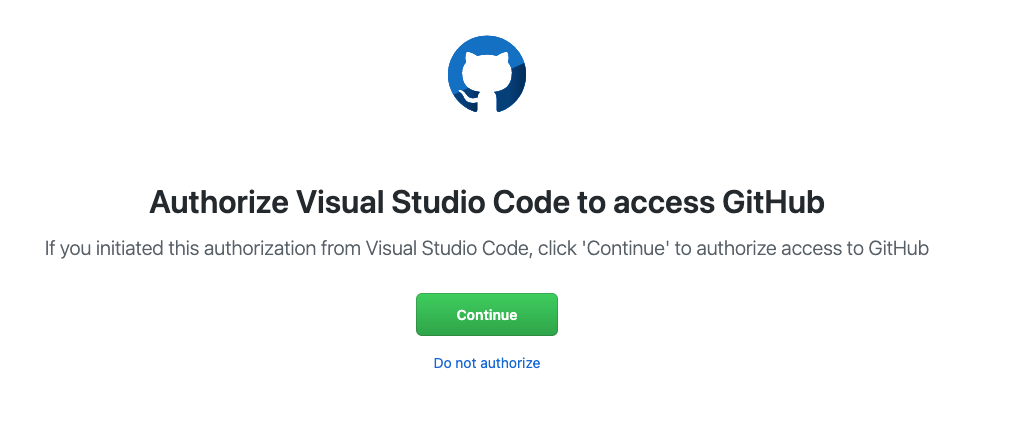 Authorize Visual Studio Code to access GitHub
If you initiated this authorization from Visual Studio Code, click 'Continue' to authorize access to GitHub
Continue
Do not authorize